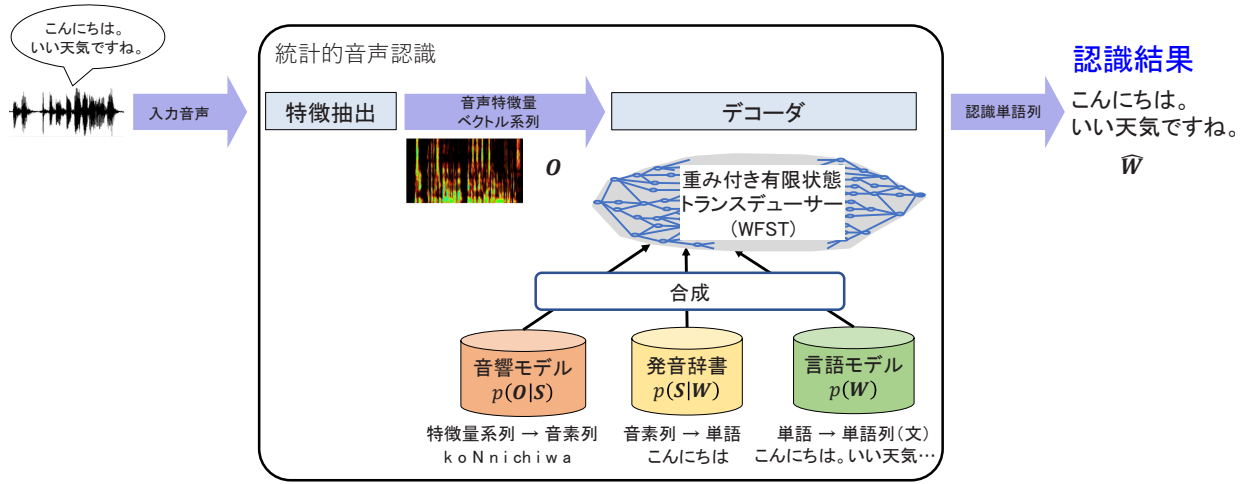 こんにちは。
いい天気ですね。
入力音声
統計的音声認識
特徴抽出
音声特徴量
ベクトル系列
O
デコーダ
重み付き有限状態
トランスデューサー
(WFST)
合成
音響モデル
p(O|S)
発音辞書
p(S|W)
言語モデル
p(W)
特徴量系列 → 音素列
k o N n i ch i w a
音素列 → 単語
こんにちは
単語 → 単語列(文)
こんにちは。いい天気…
認識単語列
認識結果
こんにちは。
いい天気ですね。
Ŵ